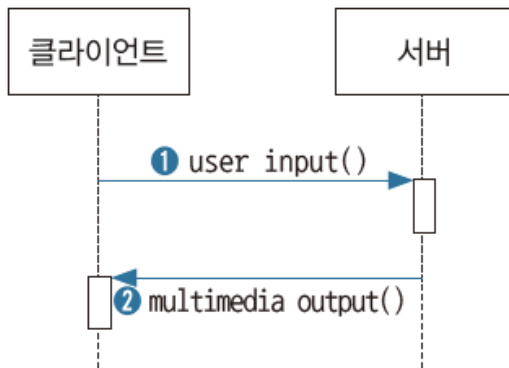 클라이언트
서버
❶ user input()
❷ multimedia output()